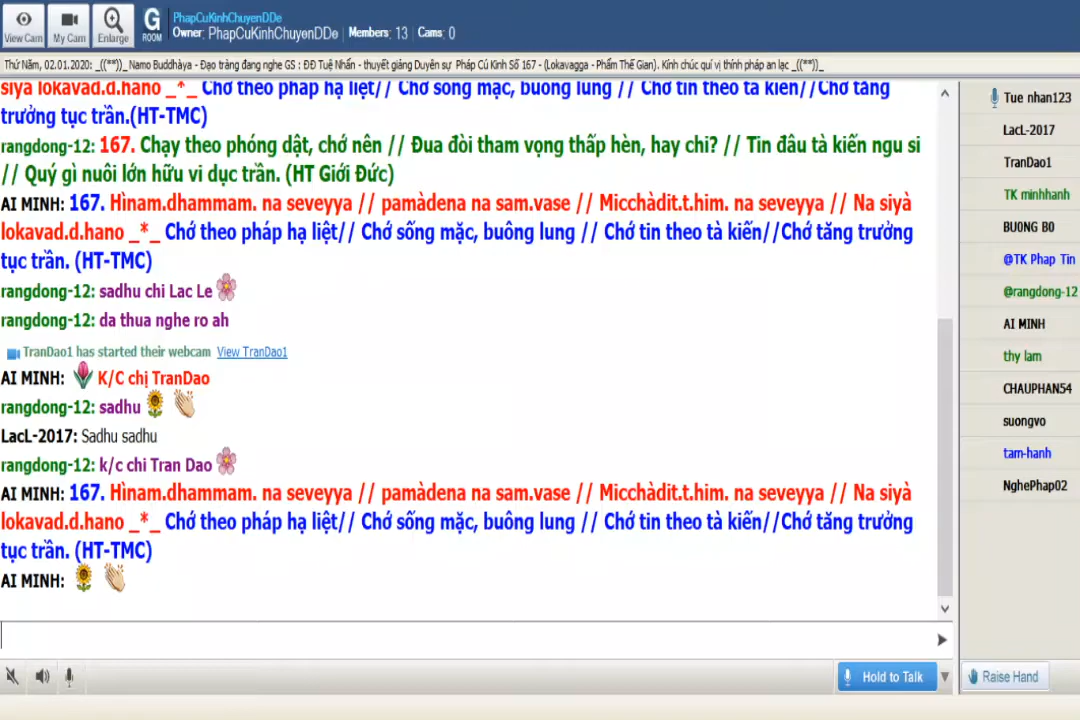 View Cam
My Cam
Enlarge
G
ROOM
PhapCuKinhChuyenDDe
Owner: PhapCuKinhChuyenDDe Members: 13 Cams: 0
Thứ Năm, 02.01.2020: _((**))_ Namo Buddhàya - Đạo tràng đang nghe GS : ĐĐ Tuệ Nhẫn - thuyết giảng Duyên sự Pháp Cú Kinh Số 167 - (Lokavagga - Phẩm Thế Gian). Kính chúc quí vị thính pháp an lạc _((**))_
siyà lokavad.d.hano _*_ Chớ theo pháp hạ liệt// Chớ sống mặc, buông lung // Chớ tin theo tà kiến//Chớ tăng
trưởng tục trần.(HT-TMC)
rangdong-12: 167. Chạy theo phóng dật, chớ nên // Đua đòi tham vọng thấp hèn, hay chi? // Tin đâu tà kiến ngu si
// Quý gì nuôi lớn hữu vi dục trần. (HT Giới Đức)
AI MINH: 167. Hìnam.dhammam. na seveyya // pamàdena na sam.vase // Micchàdit.t.him. na seveyya // Na siyà
lokavad.d.hano _*_ Chớ theo pháp hạ liệt// Chớ sống mặc, buông lung // Chớ tin theo tà kiến//Chớ tăng trưởng
tục trần. (HT-TMC)
rangdong-12: sadhu chi Lac Le
rangdong-12: da thua nghe ro ah
TranDao1 has started their webcam View TranDao1
AI MINH: K/C chị TranDao
rangdong-12: sadhu
LacL-2017: Sadhu sadhu
rangdong-12: k/c chi Tran Dao
AI MINH: 167. Hìnam.dhammam. na seveyya // pamàdena na sam.vase // Micchàdit.t.him. na seveyya // Na siyà
lokavad.d.hano _*_ Chớ theo pháp hạ liệt// Chớ sống mặc, buông lung // Chớ tin theo tà kiến//Chớ tăng trưởng
tục trần. (HT-TMC)
AI MINH:
Tue nhan123
LacL-2017
TranDao1
TK minhhanh
BUONG BO
@TK Phap Tin
@rangdong-12
AI MINH
thy lam
CHAUPHAN54
suongvo
tam-hanh
NghePhap02
Hold to Talk
Raise Hand